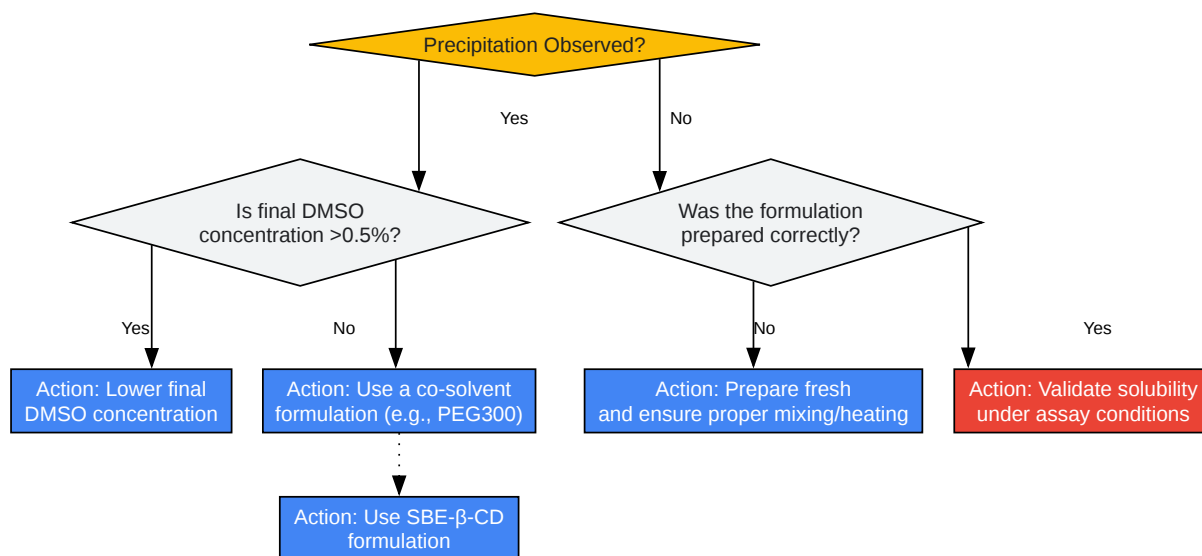 Precipitation Observed?
Yes
No
Is final DMSO
concentration >0.5%?
Was the formulation
prepared correctly?
Yes
No
No
Yes
Action: Lower final
DMSO concentration
Action: Use a co-solvent
formulation (e.g., PEG300)
Action: Prepare fresh
and ensure proper mixing/heating
Action: Validate solubility
under assay conditions
Action: Use SBE-β-CD
formulation